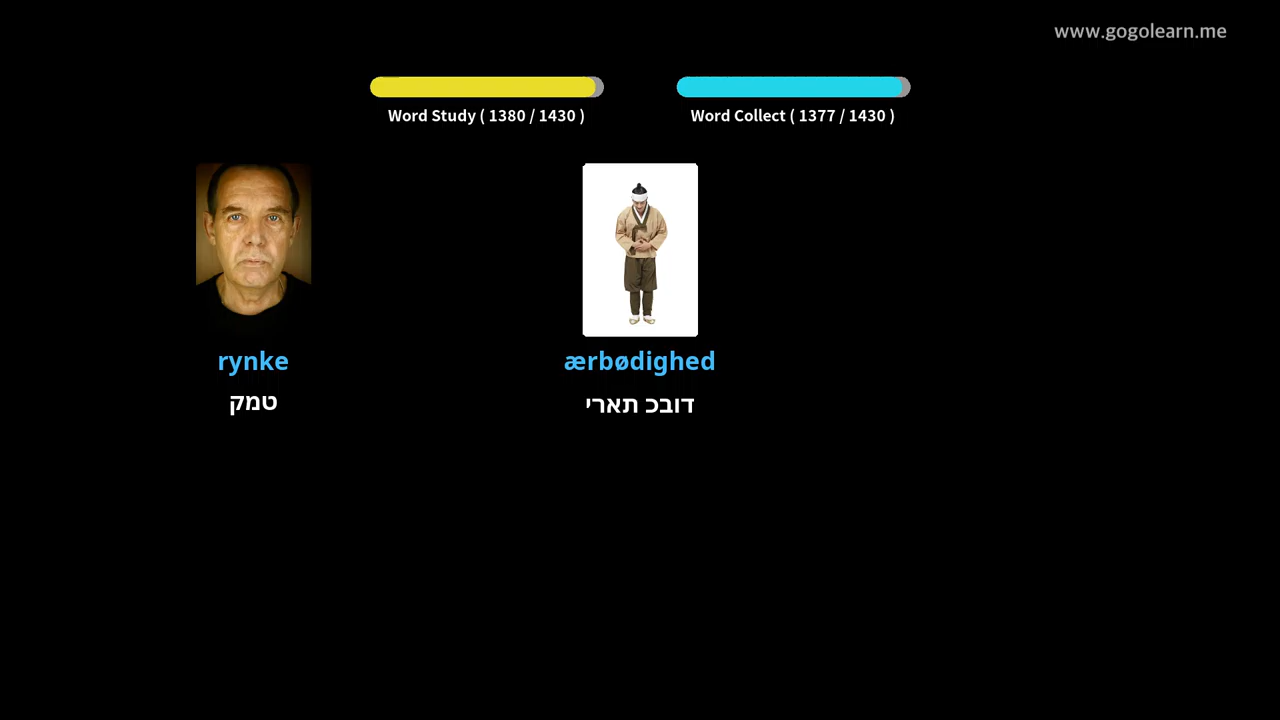 www.gogolearn.me
Word Study ( 1380 / 1430 )
Word Collect ( 1377 / 1430 )
rynke
טמק
ærbødighed
דובכ תארי